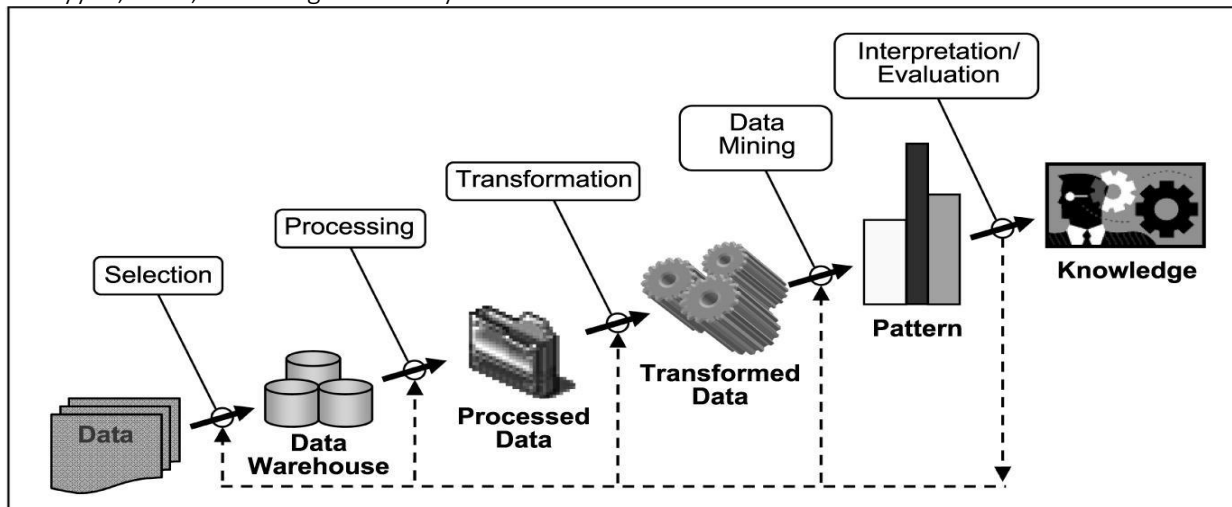 Interpretation/
Evaluation
Data
Mining
Transformation
Processing
Selection
Knowledge
Pattern
Transformed
Data
Processed
Data
Data
Warehouse
Data